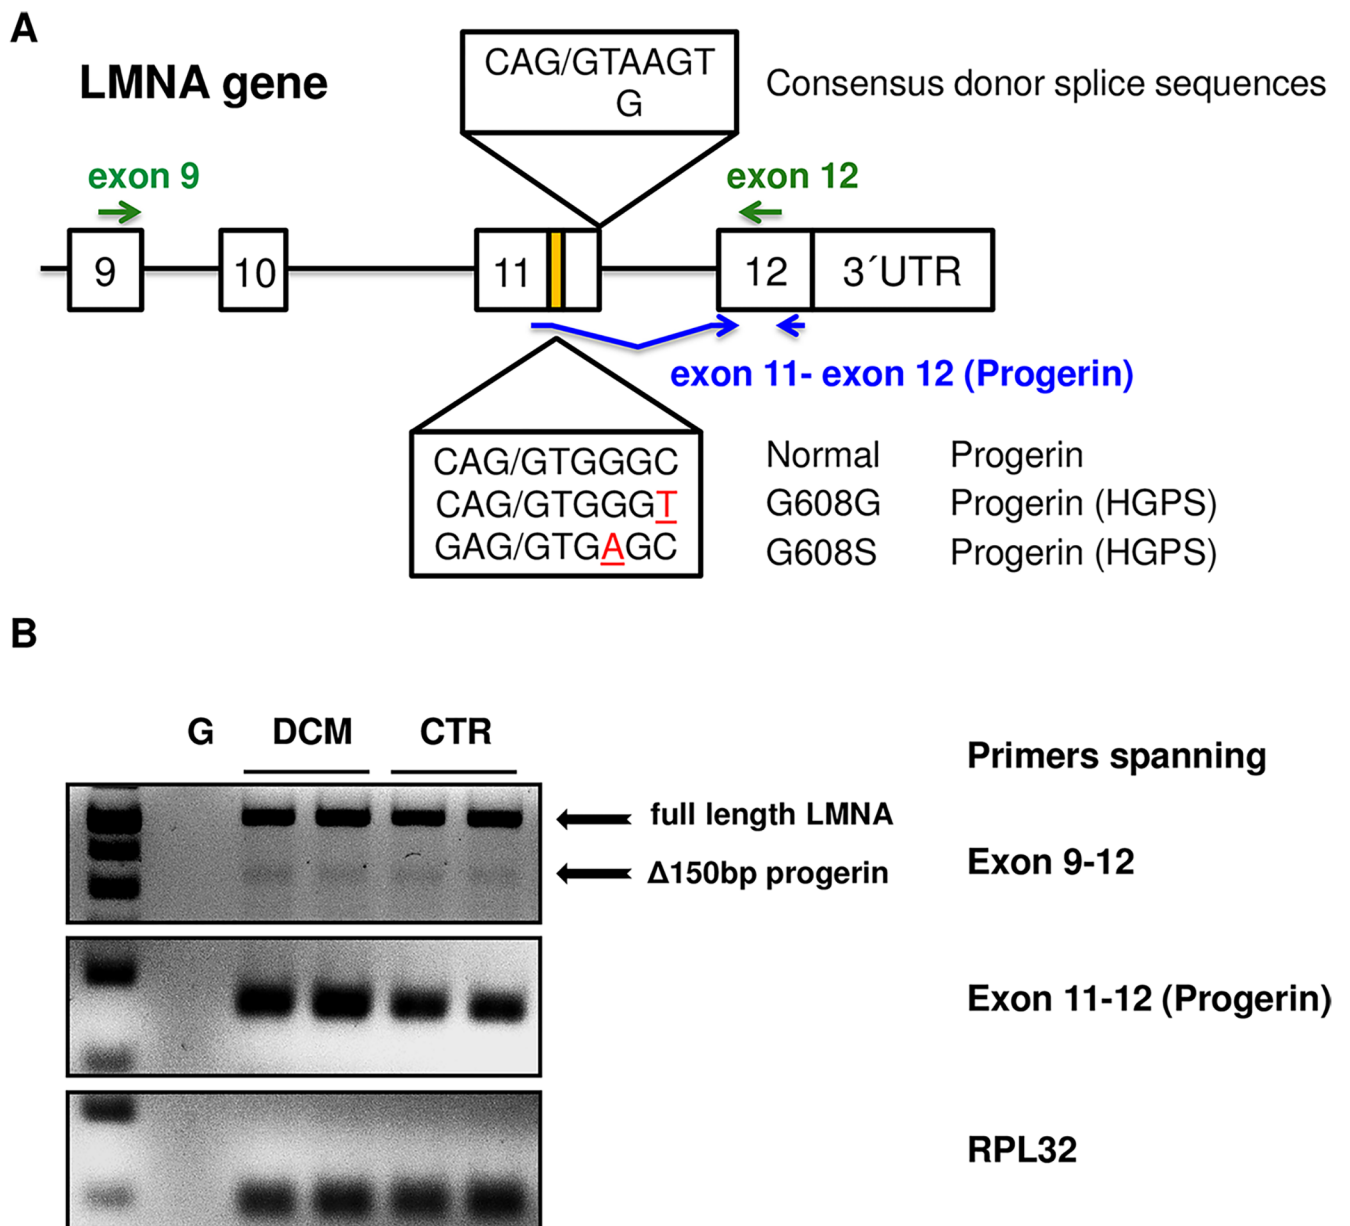 A
LMNA gene
CAG/GTAAGT
G
Consensus donor splice sequences
exon 9
exon 12
9
10
11
12
3´UTR
exon 11- exon 12 (Progerin)
CAG/GTGGGC
Normal
Progerin
CAG/GTGGGT
G608G
Progerin (HGPS)
GAG/GTGAGC
G608S
Progerin (HGPS)
B
G
DCM
CTR
Primers spanning
full length LMNA
Δ150bp progerin
Exon 9-12
Exon 11-12 (Progerin)
RPL32